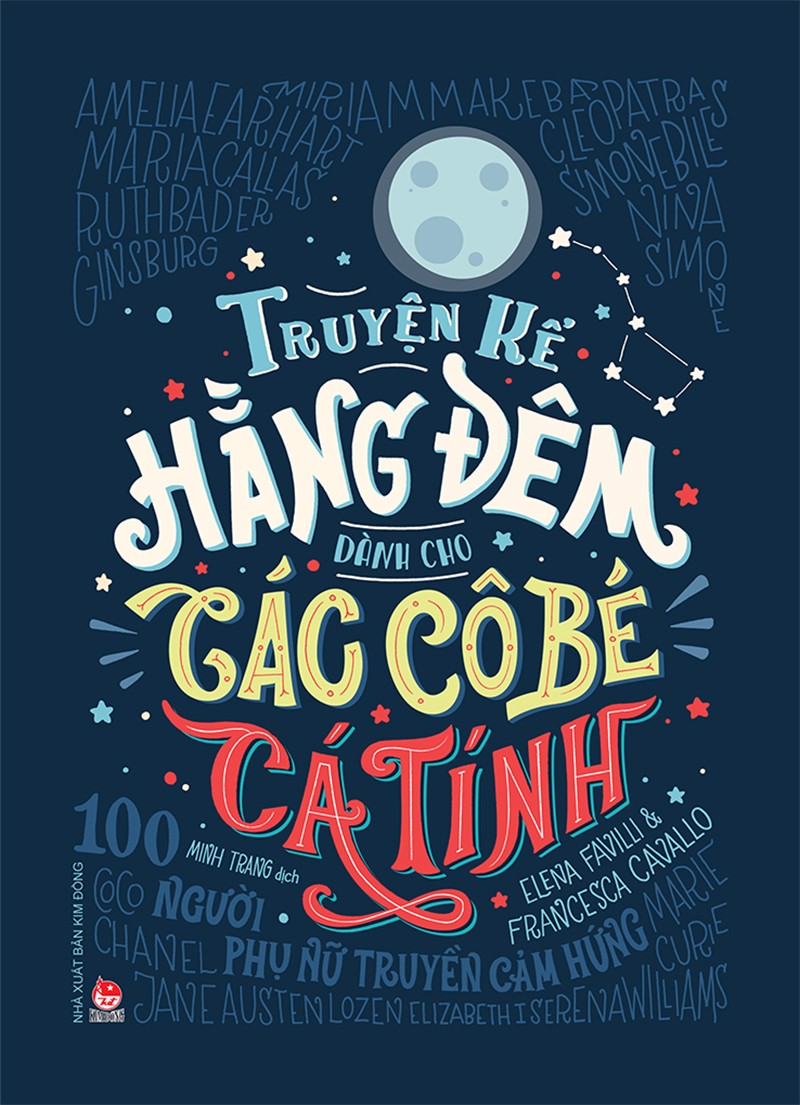 AMELIA EARHART
MIRIAM MAKEBA
CLEOPATRA
SIMONE BILES
MARIA CALLAS
RUTH BADER
GINSBURG
NINA
SIMONE
TRUYỆN KỂ
HẰNG ĐÊM
DÀNH CHO
CÁC CÔ BÉ
CÁ TÍNH
100
MINH TRANG dịch
ELENA FAVILLI &
FRANCESCA CAVALLO
NGƯỜI
PHỤ NỮ TRUYỀN CẢM HỨNG
COCO
CHANEL
MARIE
CURIE
JANE AUSTEN LOZEN ELIZABETH I SERENA WILLIAMS
NHÀ XUẤT BẢN KIM ĐỒNG
KIM ĐỒNG